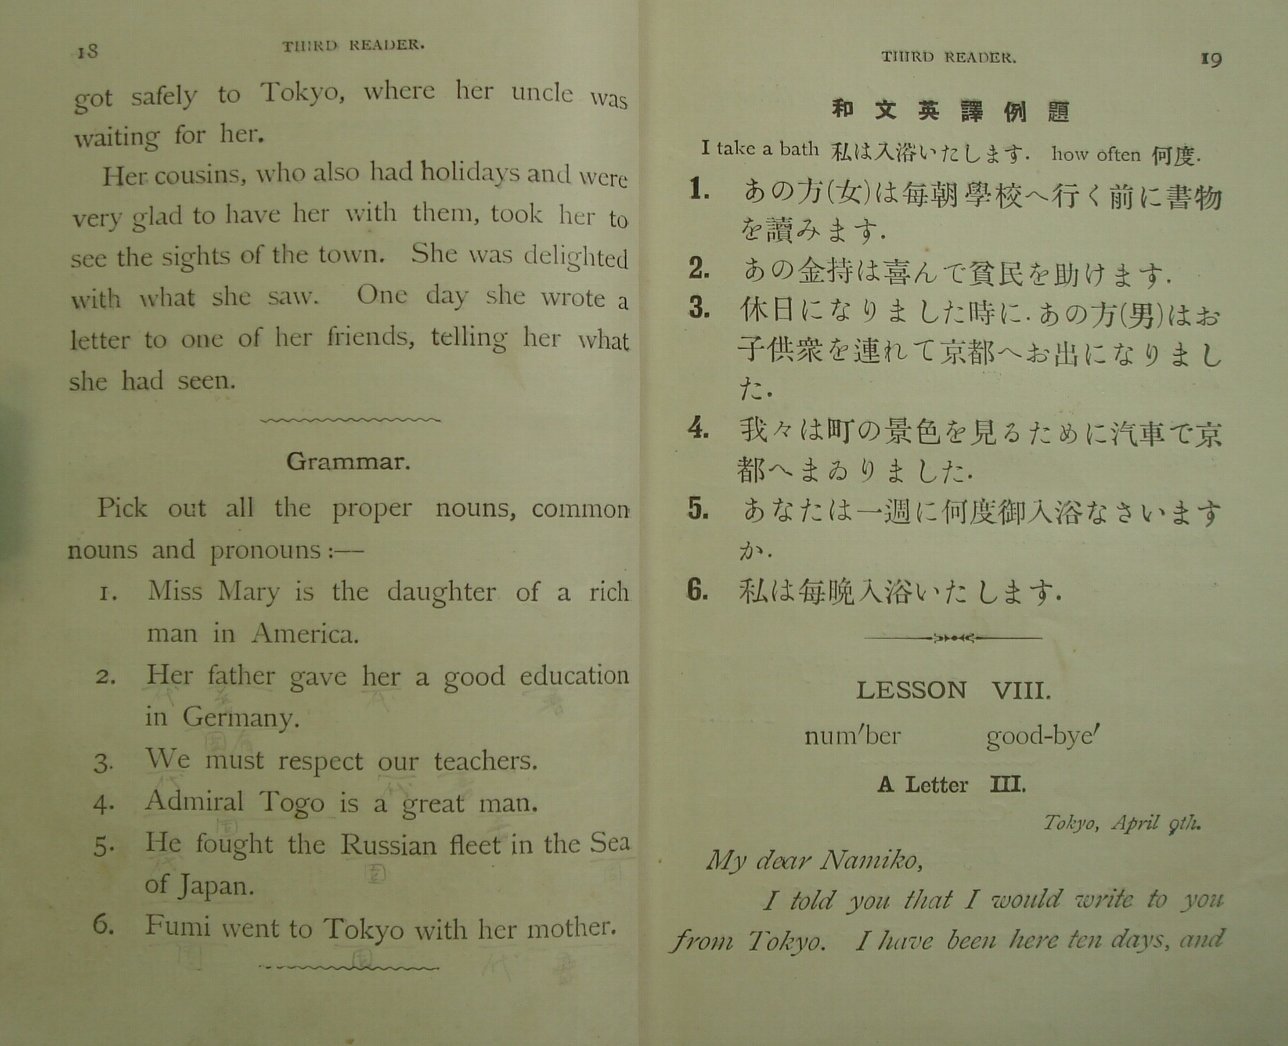 18
THIRD READER.
got safely to Tokyo, where her uncle was
waiting for her.
Her cousins, who also had holidays and were
very glad to have her with them, took her to
see the sights of the town. She was delighted
with what she saw. One day she wrote a
letter to one of her friends, telling her what
she had seen.
Grammar.
Pick out all the proper nouns, common
nouns and pronouns:—
1. Miss Mary is the daughter of a rich
man in America.
2. Her father gave her a good education
in Germany.
3. We must respect our teachers.
4. Admiral Togo is a great man.
5. He fought the Russian fleet in the Sea
of Japan.
6. Fumi went to Tokyo with her mother.
THIRD READER.
19
和文英譯例題
I take a bath 私は入浴いたします. how often 何度.
1. あの方(女)は毎朝學校へ行く前に書物
を讀みます.
2. あの金持は喜んで貧民を助けます.
3. 休日になりました時に.あの方(男)はお
子供衆を連れて京都へお出になりまし
た.
4. 我々は町の景色を見るために汽車で京
都へまゐりました.
5. あなたは一週に何度御入浴なさいます
か.
6. 私は毎晩入浴いたします.
LESSON VIII.
num′ber good-bye′
A Letter III.
Tokyo, April 9th.
My dear Namiko,
I told you that I would write to you
from Tokyo. I have been here ten days, and